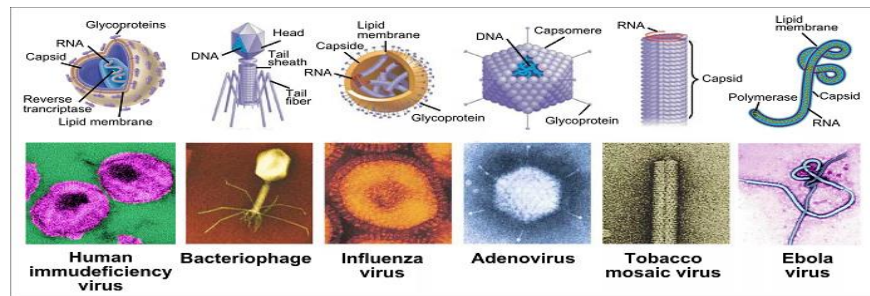 Glycoproteins
RNA
Capsid
Reverse
trancriptase
Lipid membrane
DNA
Head
Tail
sheath
Tail
fiber
Lipid
membrane
Capside
RNA
Glycoprotein
DNA
Capsomere
Glycoprotein
RNA
Capsid
Lipid
membrane
Polymerase
Capsid
RNA
Human
immudeficiency
virus
Bacteriophage
Influenza
virus
Adenovirus
Tobacco
mosaic virus
Ebola
virus